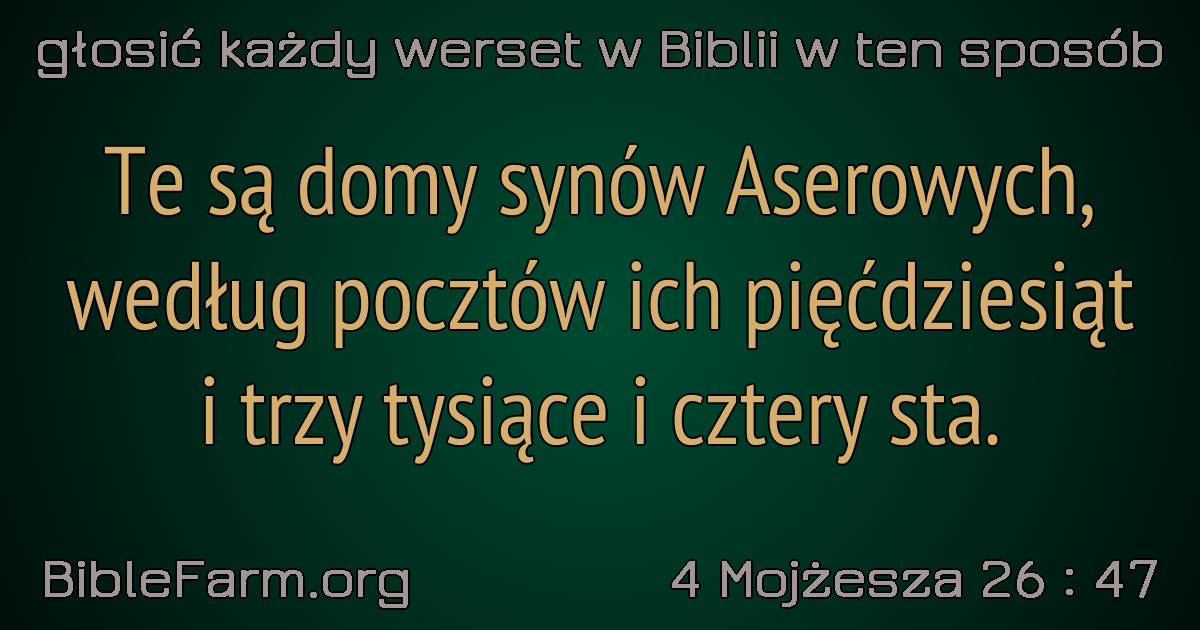 głosić każdy werset w Biblii w ten sposób
Te są domy synów Aserowych,
według pocztów ich pięćdziesiąt
i trzy tysiące i cztery sta.
BibleFarm.org
4 Mojżesza 26 : 47